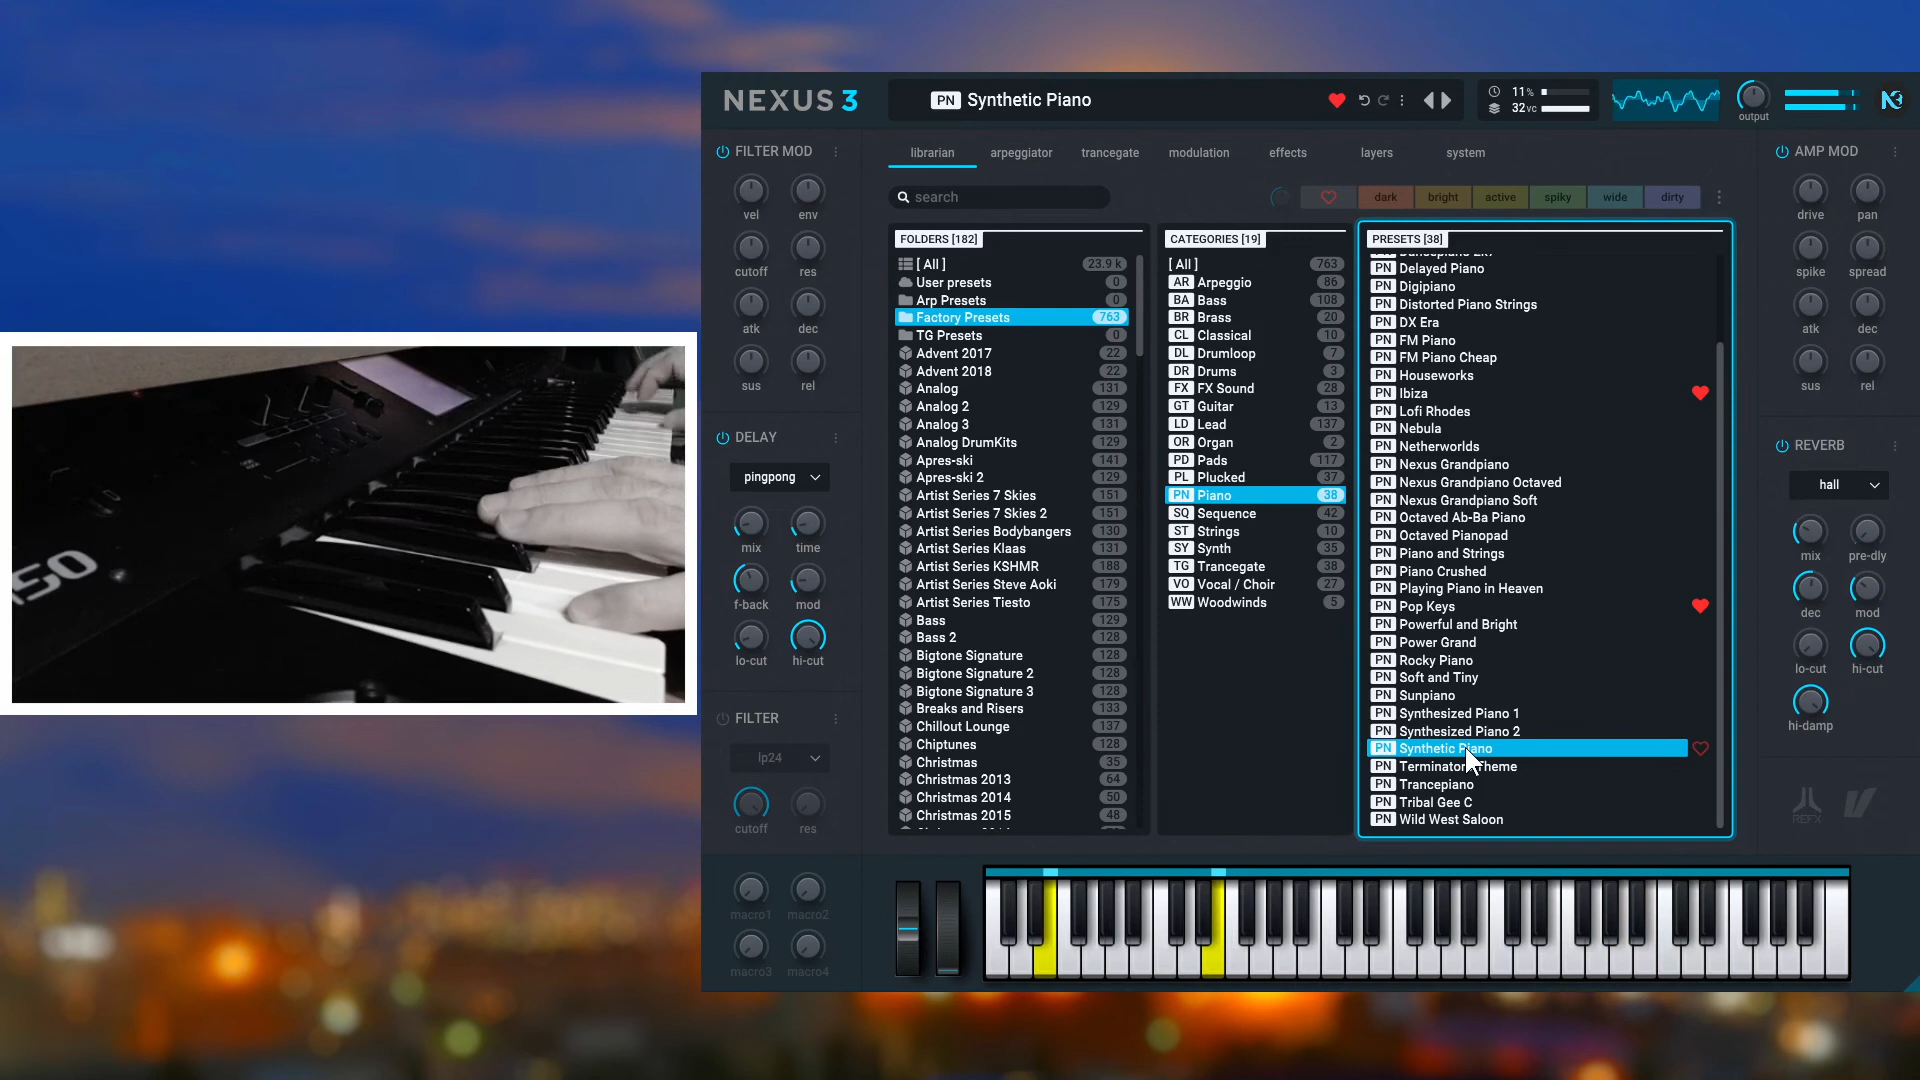 NEXUS 3
PN Synthetic Piano
11%
32vc
output
N3
FILTER MOD
vel
env
cutoff
res
atk
dec
sus
rel
DELAY
pingpong
mix
time
f-back
mod
lo-cut
hi-cut
FILTER
lp24
cutoff
res
macro1
macro2
macro3
macro4
librarian
arpeggiator
trancegate
modulation
effects
layers
system
search
dark
bright
active
spiky
wide
dirty
FOLDERS [182]
[ All ] 23.9 k
User presets 0
Arp Presets 0
Factory Presets 763
TG Presets 0
Advent 2017 22
Advent 2018 22
Analog 131
Analog 2 129
Analog 3 131
Analog DrumKits 129
Apres-ski 141
Apres-ski 2 129
Artist Series 7 Skies 151
Artist Series 7 Skies 2 151
Artist Series Bodybangers 130
Artist Series Klaas 131
Artist Series KSHMR 188
Artist Series Steve Aoki 179
Artist Series Tiesto 175
Bass 129
Bass 2 128
Bigtone Signature 128
Bigtone Signature 2 128
Bigtone Signature 3 128
Breaks and Risers 133
Chillout Lounge 137
Chiptunes 128
Christmas 35
Christmas 2013 64
Christmas 2014 50
Christmas 2015 48
CATEGORIES [19]
[ All ] 763
AR Arpeggio 86
BA Bass 108
BR Brass 20
CL Classical 10
DL Drumloop 7
DR Drums 3
FX FX Sound 28
GT Guitar 13
LD Lead 137
OR Organ 2
PD Pads 117
PL Plucked 37
PN Piano 38
SQ Sequence 42
ST Strings 10
SY Synth 35
TG Trancegate 38
VO Vocal / Choir 27
WW Woodwinds 5
PRESETS [38]
PN Delayed Piano
PN Digipiano
PN Distorted Piano Strings
PN DX Era
PN FM Piano
PN FM Piano Cheap
PN Houseworks
PN Ibiza
PN Lofi Rhodes
PN Nebula
PN Netherworlds
PN Nexus Grandpiano
PN Nexus Grandpiano Octaved
PN Nexus Grandpiano Soft
PN Octaved Ab-Ba Piano
PN Octaved Pianopad
PN Piano and Strings
PN Piano Crushed
PN Playing Piano in Heaven
PN Pop Keys
PN Powerful and Bright
PN Power Grand
PN Rocky Piano
PN Soft and Tiny
PN Sunpiano
PN Synthesized Piano 1
PN Synthesized Piano 2
PN Synthetic Piano
PN Terminator Theme
PN Trancepiano
PN Tribal Gee C
PN Wild West Saloon
AMP MOD
drive
pan
spike
spread
atk
dec
sus
rel
REVERB
hall
mix
pre-dly
dec
mod
lo-cut
hi-cut
hi-damp
REFX
50